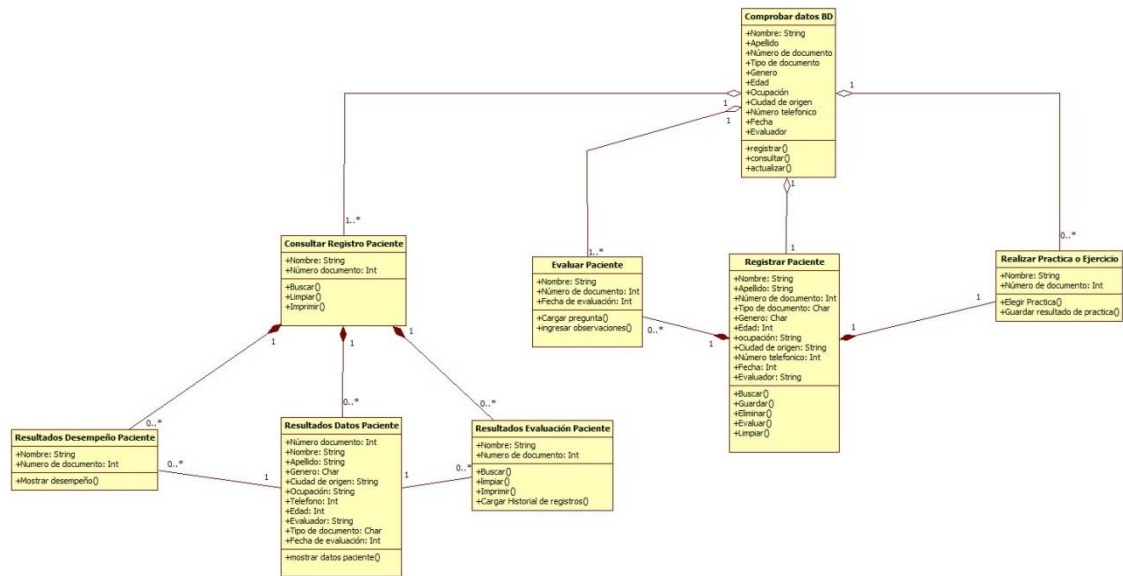 Comprobar datos BD
+Nombre: String
+Apellido
+Número de documento
+Tipo de documento
+Genero
+Edad
+Ocupación
+Ciudad de origen
+Número telefonico
+Fecha
+Evaluador
+registrar()
+consultar()
+actualizar()
1
1
1
1
1..*
1..*
1
0..*
Consultar Registro Paciente
+Nombre: String
+Número documento: Int
+Buscar()
+Limpiar()
+Imprimir()
Evaluar Paciente
+Nombre: String
+Número de documento: Int
+Fecha de evaluación: Int
+Cargar pregunta()
+ingresar observaciones()
Registrar Paciente
+Nombre: String
+Apellido: String
+Número de documento: Int
+Tipo de documento: Char
+Genero: Char
+Edad: Int
+ocupación: String
+Ciudad de origen: String
+Número telefonico: Int
+Fecha: Int
+Evaluador: String
+Buscar()
+Guardar()
+Eliminar()
+Evaluar()
+Limpiar()
Realizar Practica o Ejercicio
+Nombre: String
+Número de documento: Int
+Elegir Practica()
+Guardar resultado de practica()
0..*
1
1
1
1
1
1
0..*
0..*
0..*
Resultados Desempeño Paciente
+Nombre: String
+Numero de documento: Int
+Mostrar desempeño()
Resultados Datos Paciente
+Número documento: Int
+Nombre: String
+Apellido: String
+Genero: Char
+Ciudad de origen: String
+Ocupación: String
+Telefono: Int
+Edad: Int
+Evaluador: String
+Tipo de documento: Char
+Fecha de evaluación: Int
+mostrar datos paciente()
Resultados Evaluación Paciente
+Nombre: String
+Numero de documento: Int
+Buscar()
+limpiar()
+Imprimir()
+Cargar Historial de registros()
0..*
1
1
0..*